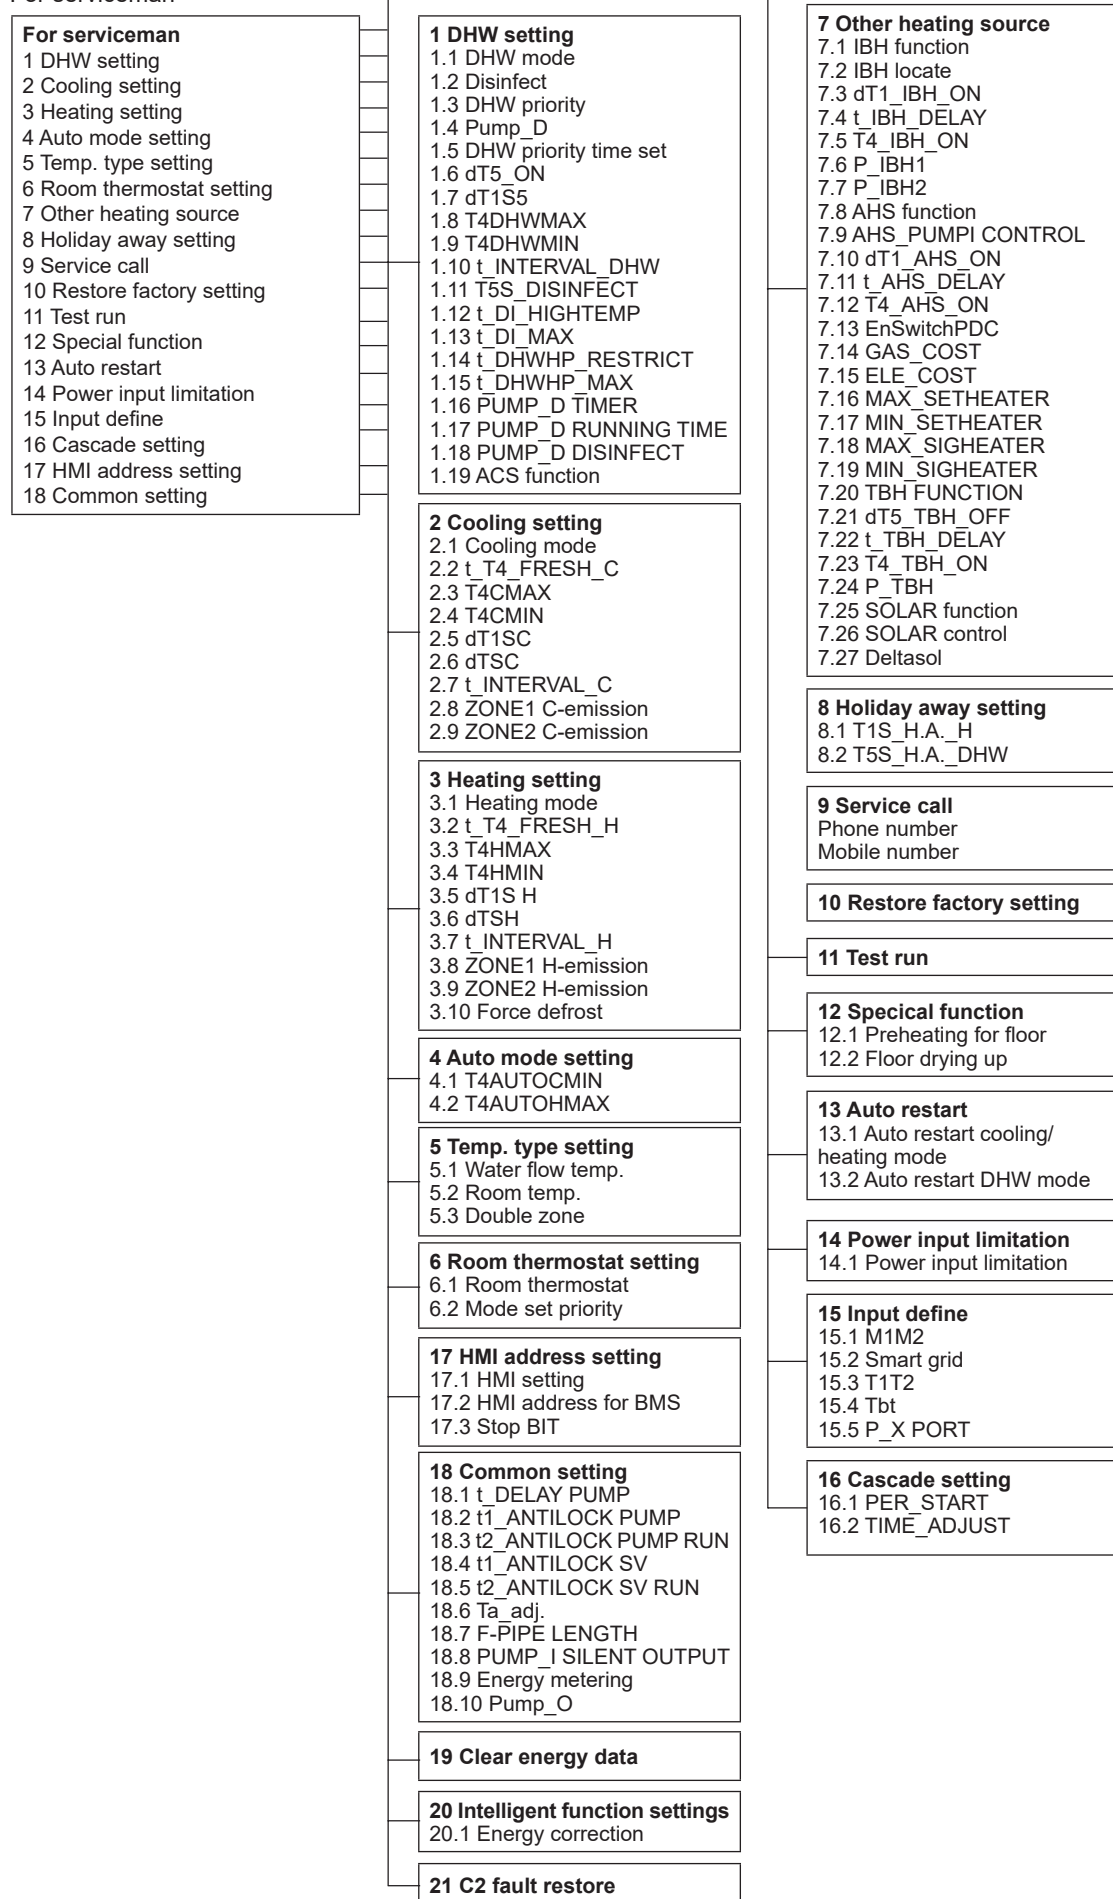 For serviceman
For serviceman
1 DHW setting
2 Cooling setting
3 Heating setting
4 Auto mode setting
5 Temp. type setting
6 Room thermostat setting
7 Other heating source
8 Holiday away setting
9 Service call
10 Restore factory setting
11 Test run
12 Special function
13 Auto restart
14 Power input limitation
15 Input define
16 Cascade setting
17 HMI address setting
18 Common setting
1 DHW setting
1.1 DHW mode
1.2 Disinfect
1.3 DHW priority
1.4 Pump_D
1.5 DHW priority time set
1.6 dT5_ON
1.7 dT1S5
1.8 T4DHWMAX
1.9 T4DHWMIN
1.10 t_INTERVAL_DHW
1.11 T5S_DISINFECT
1.12 t_DI_HIGHTEMP
1.13 t_DI_MAX
1.14 t_DHWHP_RESTRICT
1.15 t_DHWHP_MAX
1.16 PUMP_D TIMER
1.17 PUMP_D RUNNING TIME
1.18 PUMP_D DISINFECT
1.19 ACS function
2 Cooling setting
2.1 Cooling mode
2.2 t_T4_FRESH_C
2.3 T4CMAX
2.4 T4CMIN
2.5 dT1SC
2.6 dTSC
2.7 t_INTERVAL_C
2.8 ZONE1 C-emission
2.9 ZONE2 C-emission
3 Heating setting
3.1 Heating mode
3.2 t_T4_FRESH_H
3.3 T4HMAX
3.4 T4HMIN
3.5 dT1S H
3.6 dTSH
3.7 t_INTERVAL_H
3.8 ZONE1 H-emission
3.9 ZONE2 H-emission
3.10 Force defrost
4 Auto mode setting
4.1 T4AUTOCMIN
4.2 T4AUTOHMAX
5 Temp. type setting
5.1 Water flow temp.
5.2 Room temp.
5.3 Double zone
6 Room thermostat setting
6.1 Room thermostat
6.2 Mode set priority
17 HMI address setting
17.1 HMI setting
17.2 HMI address for BMS
17.3 Stop BIT
18 Common setting
18.1 t_DELAY PUMP
18.2 t1_ANTILOCK PUMP
18.3 t2_ANTILOCK PUMP RUN
18.4 t1_ANTILOCK SV
18.5 t2_ANTILOCK SV RUN
18.6 Ta_adj.
18.7 F-PIPE LENGTH
18.8 PUMP_I SILENT OUTPUT
18.9 Energy metering
18.10 Pump_O
19 Clear energy data
20 Intelligent function settings
20.1 Energy correction
21 C2 fault restore
7 Other heating source
7.1 IBH function
7.2 IBH locate
7.3 dT1_IBH_ON
7.4 t_IBH_DELAY
7.5 T4_IBH_ON
7.6 P_IBH1
7.7 P_IBH2
7.8 AHS function
7.9 AHS_PUMPI CONTROL
7.10 dT1_AHS_ON
7.11 t_AHS_DELAY
7.12 T4_AHS_ON
7.13 EnSwitchPDC
7.14 GAS_COST
7.15 ELE_COST
7.16 MAX_SETHEATER
7.17 MIN_SETHEATER
7.18 MAX_SIGHEATER
7.19 MIN_SIGHEATER
7.20 TBH FUNCTION
7.21 dT5_TBH_OFF
7.22 t_TBH_DELAY
7.23 T4_TBH_ON
7.24 P_TBH
7.25 SOLAR function
7.26 SOLAR control
7.27 Deltasol
8 Holiday away setting
8.1 T1S_H.A._H
8.2 T5S_H.A._DHW
9 Service call
Phone number
Mobile number
10 Restore factory setting
11 Test run
12 Specical function
12.1 Preheating for floor
12.2 Floor drying up
13 Auto restart
13.1 Auto restart cooling/
heating mode
13.2 Auto restart DHW mode
14 Power input limitation
14.1 Power input limitation
15 Input define
15.1 M1M2
15.2 Smart grid
15.3 T1T2
15.4 Tbt
15.5 P_X PORT
16 Cascade setting
16.1 PER_START
16.2 TIME_ADJUST